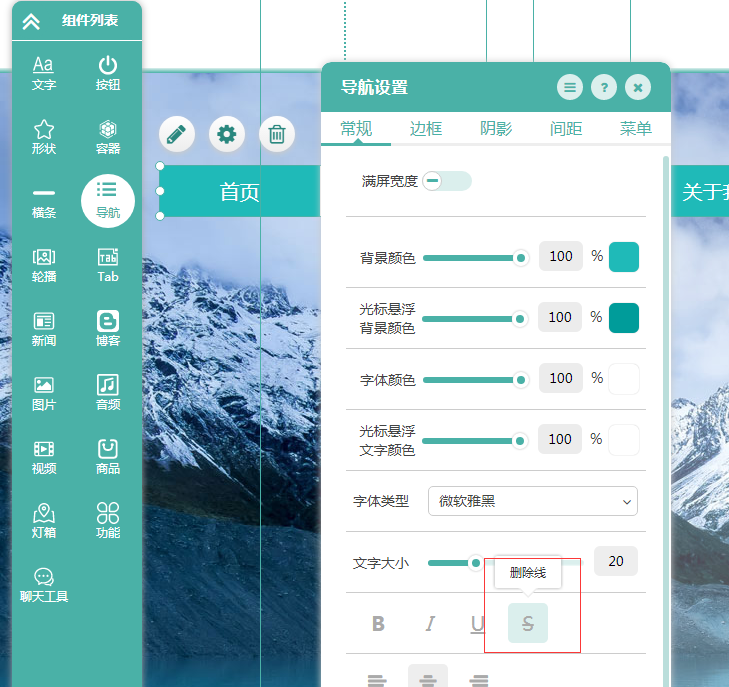 组件列表
Aa
文字
按钮
形状
容器
横条
导航
轮播
Tab
Tab
新闻
博客
图片
音频
视频
商品
灯箱
功能
聊天工具
首页
关于
导航设置
?
常规 边框 阴影 间距 菜单
满屏宽度
背景颜色 100 %
光标悬浮
背景颜色 100 %
字体颜色 100 %
光标悬浮
文字颜色 100 %
字体类型 微软雅黑
文字大小 20
删除线
B I U S